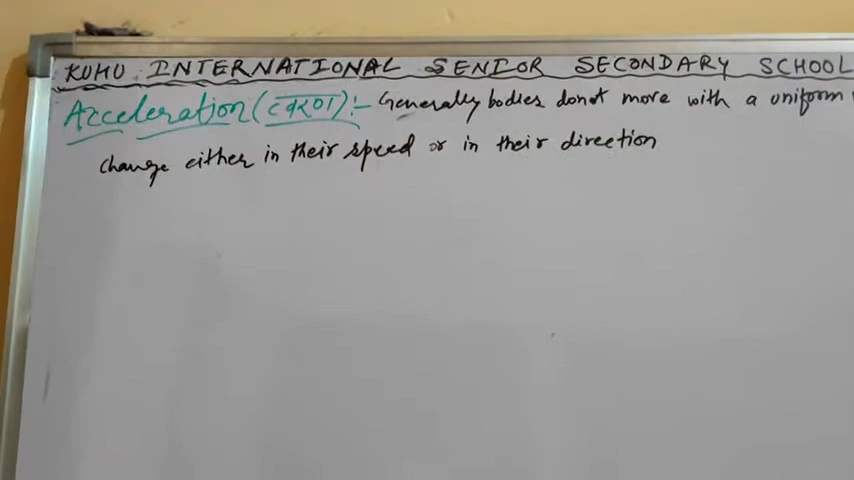 KUHU INTERNATIONAL SENIOR SECONDARY SCHOOL
Acceleration (त्वरण) :- Generally bodies donot move with a uniform
change either in their speed or in their direction